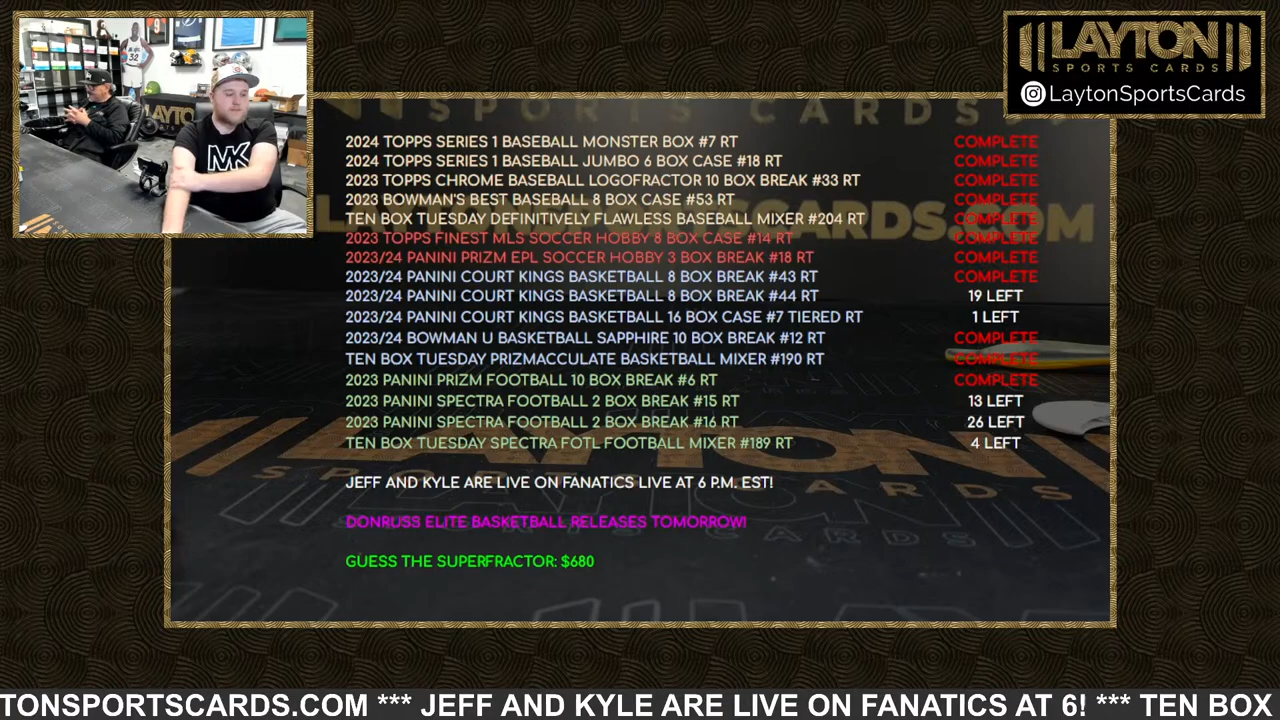 LAYTON
SPORTS CARDS
LaytonSportsCards
32
9
LAYTON
MK
SPORTS CARDS
CARDS.COM
2024 TOPPS SERIES 1 BASEBALL MONSTER BOX #7 RT COMPLETE
2024 TOPPS SERIES 1 BASEBALL JUMBO 6 BOX CASE #18 RT COMPLETE
2023 TOPPS CHROME BASEBALL LOGOFRACTOR 10 BOX BREAK #33 RT COMPLETE
2023 BOWMAN'S BEST BASEBALL 8 BOX CASE #53 RT COMPLETE
TEN BOX TUESDAY DEFINITIVELY FLAWLESS BASEBALL MIXER #204 RT COMPLETE
2023 TOPPS FINEST MLS SOCCER HOBBY 8 BOX CASE #14 RT COMPLETE
2023/24 PANINI PRIZM EPL SOCCER HOBBY 3 BOX BREAK #18 RT COMPLETE
2023/24 PANINI COURT KINGS BASKETBALL 8 BOX BREAK #43 RT COMPLETE
2023/24 PANINI COURT KINGS BASKETBALL 8 BOX BREAK #44 RT 19 LEFT
2023/24 PANINI COURT KINGS BASKETBALL 16 BOX CASE #7 TIERED RT 1 LEFT
2023/24 BOWMAN U BASKETBALL SAPPHIRE 10 BOX BREAK #12 RT COMPLETE
TEN BOX TUESDAY PRIZMACCULATE BASKETBALL MIXER #190 RT COMPLETE
2023 PANINI PRIZM FOOTBALL 10 BOX BREAK #6 RT COMPLETE
2023 PANINI SPECTRA FOOTBALL 2 BOX BREAK #15 RT 13 LEFT
2023 PANINI SPECTRA FOOTBALL 2 BOX BREAK #16 RT 26 LEFT
TEN BOX TUESDAY SPECTRA FOTL FOOTBALL MIXER #189 RT 4 LEFT
LAYTON
SPORTS CARDS
JEFF AND KYLE ARE LIVE ON FANATICS LIVE AT 6 P.M. EST!
DONRUSS ELITE BASKETBALL RELEASES TOMORROW!
GUESS THE SUPERFRACTOR: $680
TONSPORTSCARDS.COM *** JEFF AND KYLE ARE LIVE ON FANATICS AT 6! *** TEN BOX